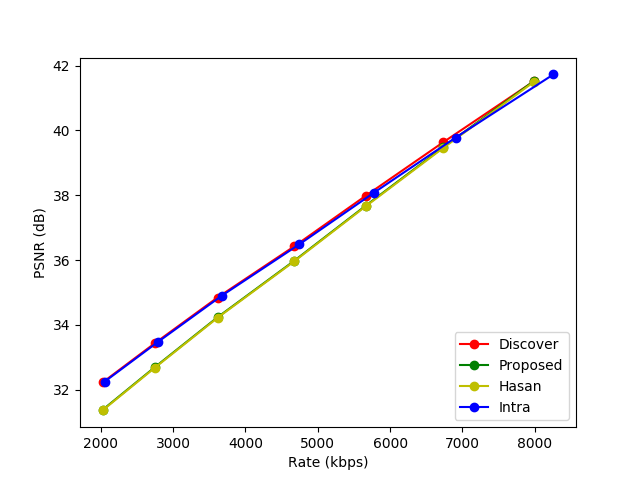 42
40
38
36
34
32
PSNR (dB)
2000 3000 4000 5000 6000 7000 8000
Rate (kbps)
Discover
Proposed
Hasan
Intra